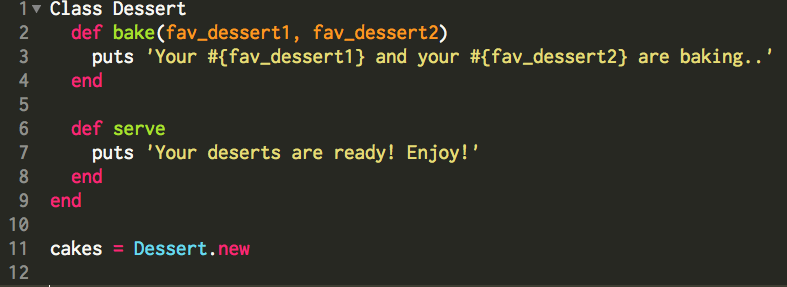 1 Class Dessert
2   def bake(fav_dessert1, fav_dessert2)
3     puts 'Your #{fav_dessert1} and your #{fav_dessert2} are baking..'
4   end
5
6   def serve
7     puts 'Your deserts are ready! Enjoy!'
8   end
9 end
10
11 cakes = Dessert.new
12